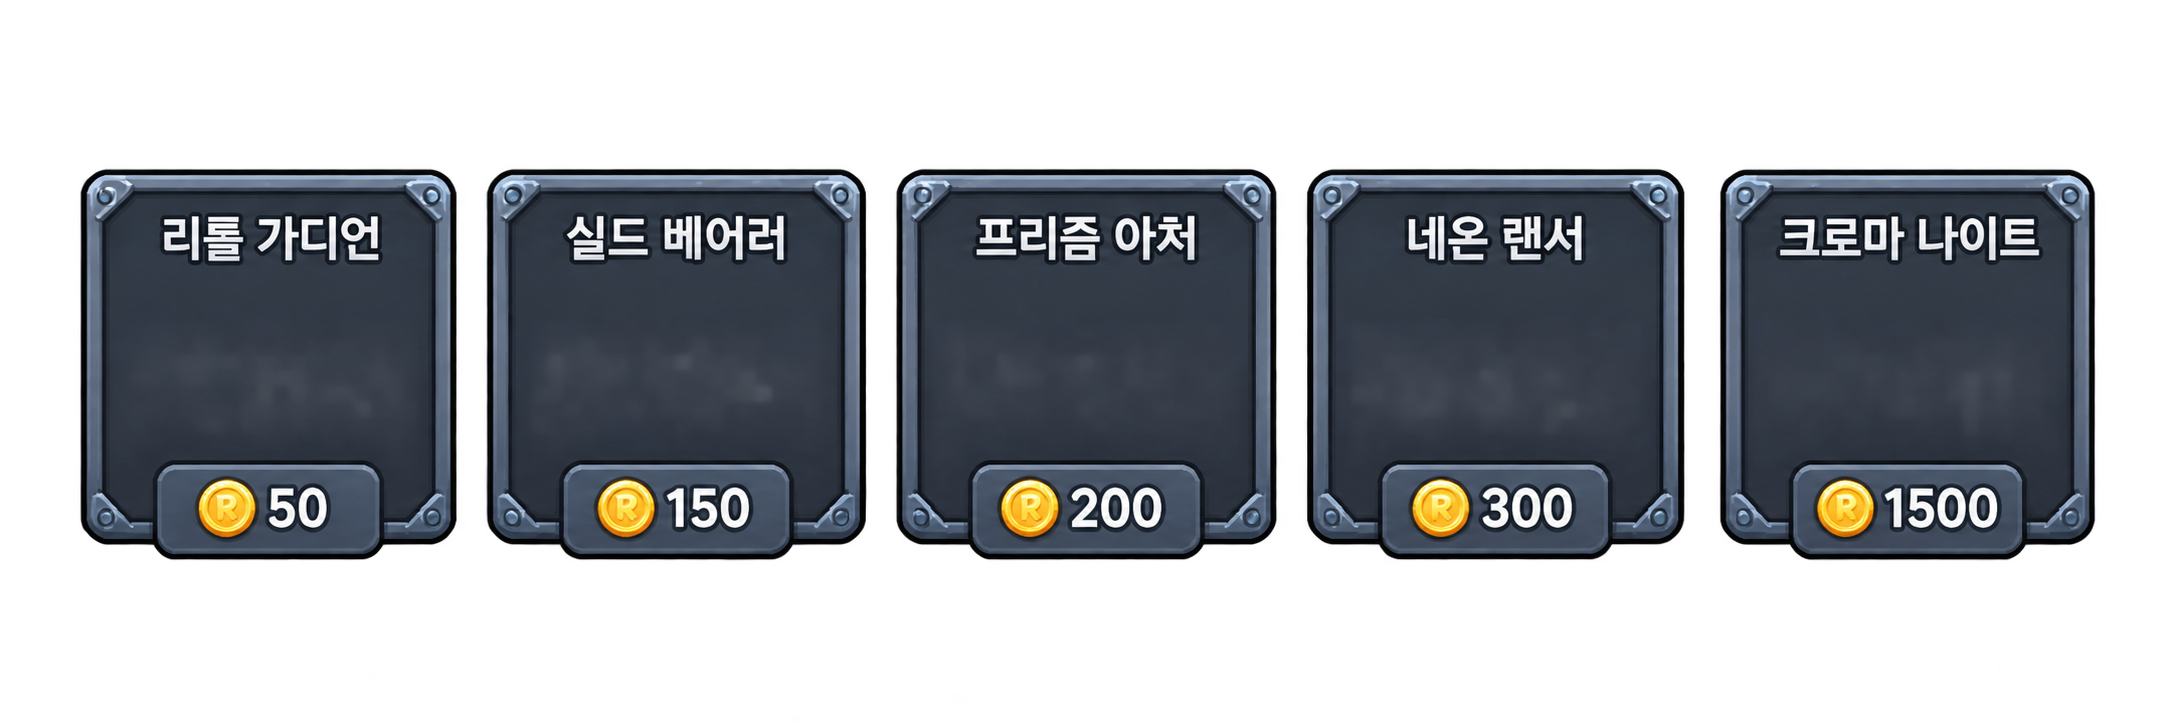 리롤 가디언
R 50
실드 베어러
R 150
프리즘 아처
R 200
네온 랜서
R 300
크로마 나이트
R 1500